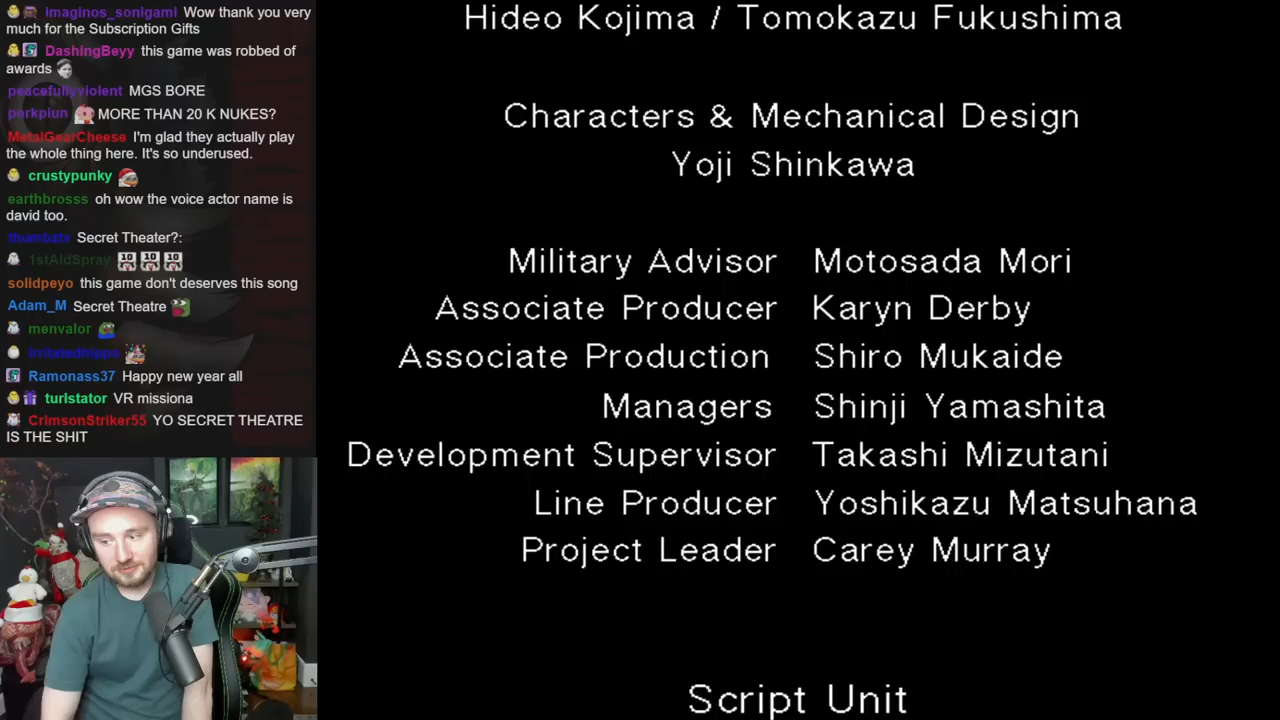 imaginos_sonigami Wow thank you very
much for the Subscription Gifts
DashingBeyy this game was robbed of
awards
peacefullyviolent MGS BORE
porkplun MORE THAN 20 K NUKES?
MetalGearCheese I'm glad they actually play
the whole thing here. It's so underused.
crustypunky
earthbrosss oh wow the voice actor name is
david too.
thumbztv Secret Theater?:
1stAidSpray
solidpeyo this game don't deserves this song
Adam_M Secret Theatre
menvalor
irritatedhippo
Ramonass37 Happy new year all
turistator VR missiona
CrimsonStriker55 YO SECRET THEATRE
IS THE SHIT
Hideo Kojima / Tomokazu Fukushima
Characters & Mechanical Design
Yoji Shinkawa
Military Advisor Motosada Mori
Associate Producer Karyn Derby
Associate Production Shiro Mukaide
Managers Shinji Yamashita
Development Supervisor Takashi Mizutani
Line Producer Yoshikazu Matsuhana
Project Leader Carey Murray
Script Unit